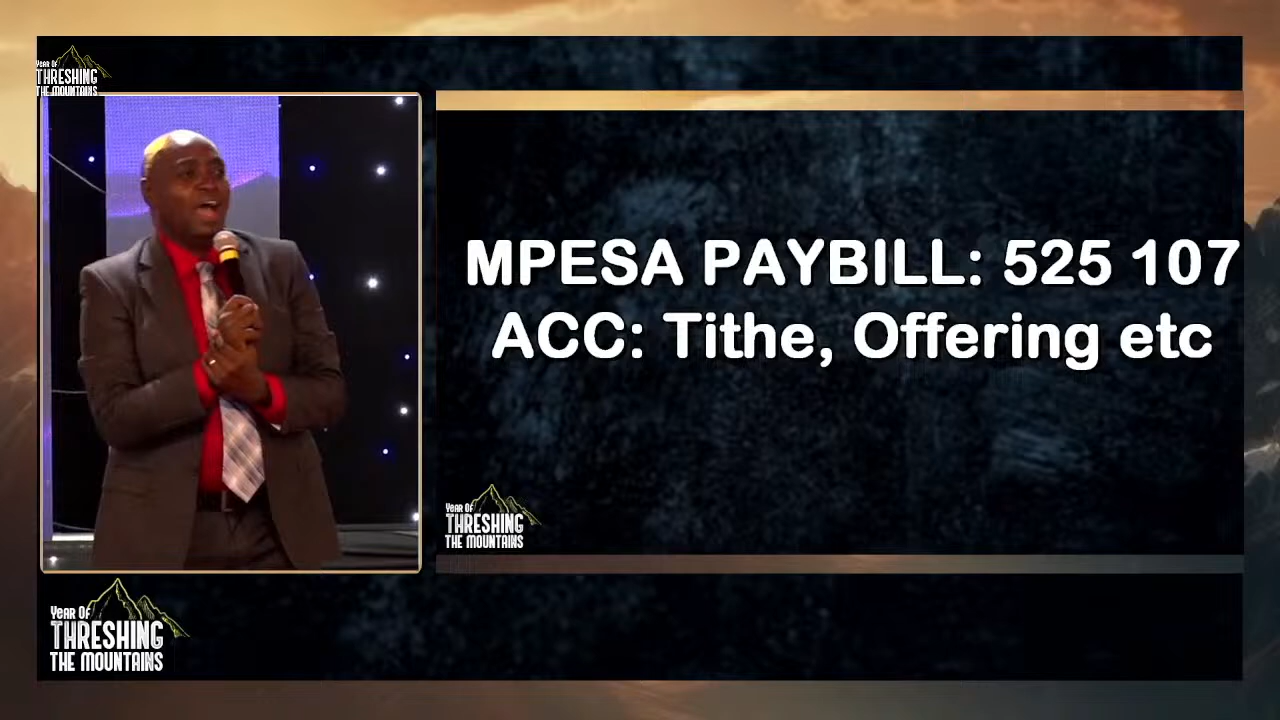 Year Of
THRESHING
THE MOUNTAINS
MPESA PAYBILL: 525 107
ACC: Tithe, Offering etc
Year Of
THRESHING
THE MOUNTAINS
Year Of
THRESHING
THE MOUNTAINS